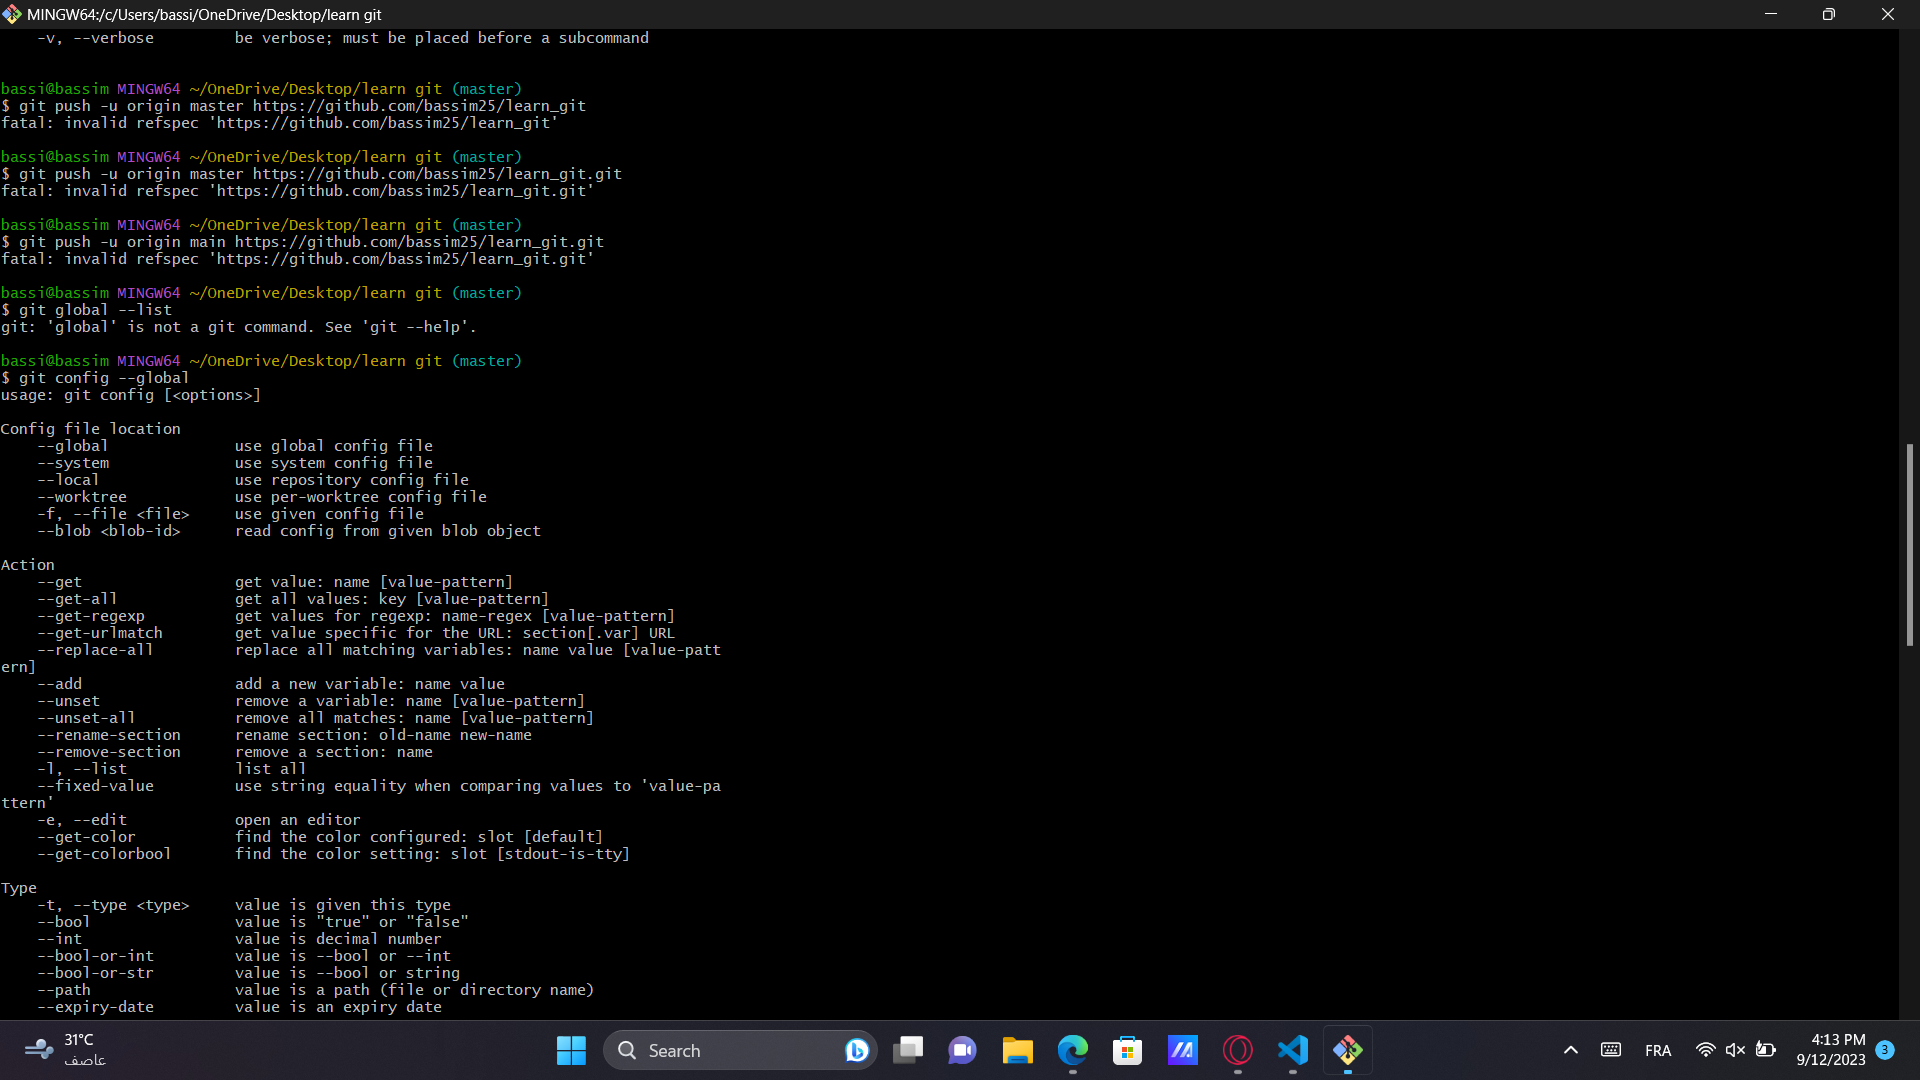 MINGW64:/c/Users/bassi/OneDrive/Desktop/learn git
-v, --verbose be verbose; must be placed before a subcommand
bassi@bassim MINGW64 ~/OneDrive/Desktop/learn git (master)
$ git push -u origin master https://github.com/bassim25/learn_git
fatal: invalid refspec 'https://github.com/bassim25/learn_git'
bassi@bassim MINGW64 ~/OneDrive/Desktop/learn git (master)
$ git push -u origin master https://github.com/bassim25/learn_git.git
fatal: invalid refspec 'https://github.com/bassim25/learn_git.git'
bassi@bassim MINGW64 ~/OneDrive/Desktop/learn git (master)
$ git push -u origin main https://github.com/bassim25/learn_git.git
fatal: invalid refspec 'https://github.com/bassim25/learn_git.git'
bassi@bassim MINGW64 ~/OneDrive/Desktop/learn git (master)
$ git global --list
git: 'global' is not a git command. See 'git --help'.
bassi@bassim MINGW64 ~/OneDrive/Desktop/learn git (master)
$ git config --global
usage: git config [<options>]
Config file location
--global use global config file
--system use system config file
--local use repository config file
--worktree use per-worktree config file
-f, --file <file> use given config file
--blob <blob-id> read config from given blob object
Action
--get get value: name [value-pattern]
--get-all get all values: key [value-pattern]
--get-regexp get values for regexp: name-regex [value-pattern]
--get-urlmatch get value specific for the URL: section[.var] URL
--replace-all replace all matching variables: name value [value-patt
ern]
--add add a new variable: name value
--unset remove a variable: name [value-pattern]
--unset-all remove all matches: name [value-pattern]
--rename-section rename section: old-name new-name
--remove-section remove a section: name
-l, --list list all
--fixed-value use string equality when comparing values to 'value-pa
ttern'
-e, --edit open an editor
--get-color find the color configured: slot [default]
--get-colorbool find the color setting: slot [stdout-is-tty]
Type
-t, --type <type> value is given this type
--bool value is "true" or "false"
--int value is decimal number
--bool-or-int value is --bool or --int
--bool-or-str value is --bool or string
--path value is a path (file or directory name)
--expiry-date value is an expiry date
31°C
عاصف
Search
FRA
4:13 PM
9/12/2023
3